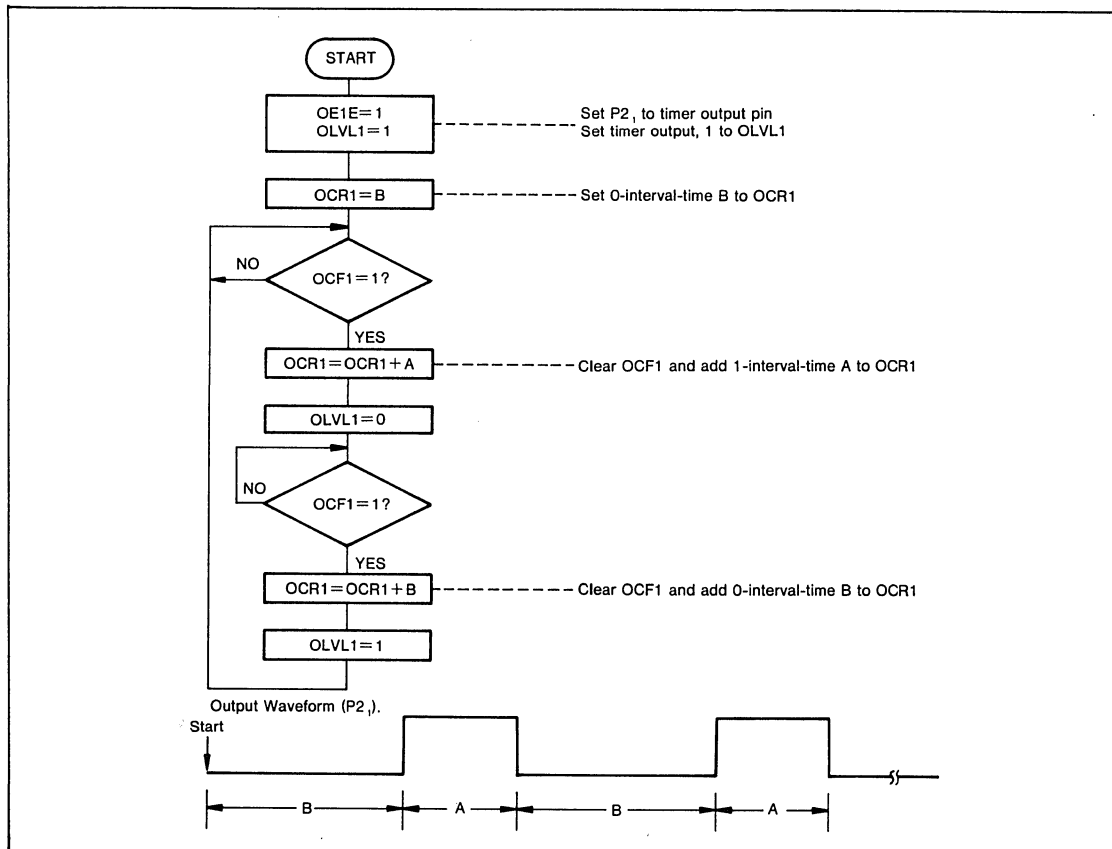 START
OE1E=1
OLVL1=1
Set P2₁ to timer output pin
Set timer output, 1 to OLVL1
OCR1=B
Set 0-interval-time B to OCR1
NO
OCF1=1?
YES
OCR1=OCR1+A
Clear OCF1 and add 1-interval-time A to OCR1
OLVL1=0
NO
OCF1=1?
YES
OCR1=OCR1+B
Clear OCF1 and add 0-interval-time B to OCR1
OLVL1=1
Output Waveform (P2₁).
Start
B
A
B
A